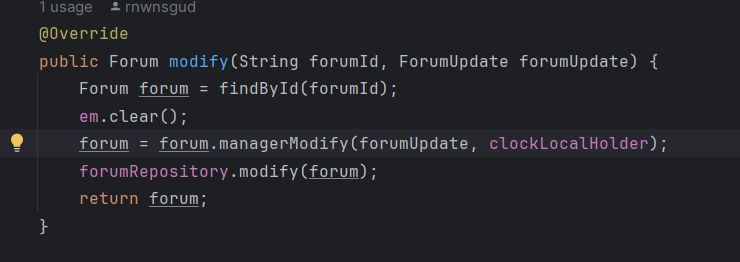 1 usage rnwnsgud
@Override
public Forum modify(String forumId, ForumUpdate forumUpdate) {
Forum forum = findById(forumId);
em.clear();
forum = forum.managerModify(forumUpdate, clockLocalHolder);
forumRepository.modify(forum);
return forum;
}